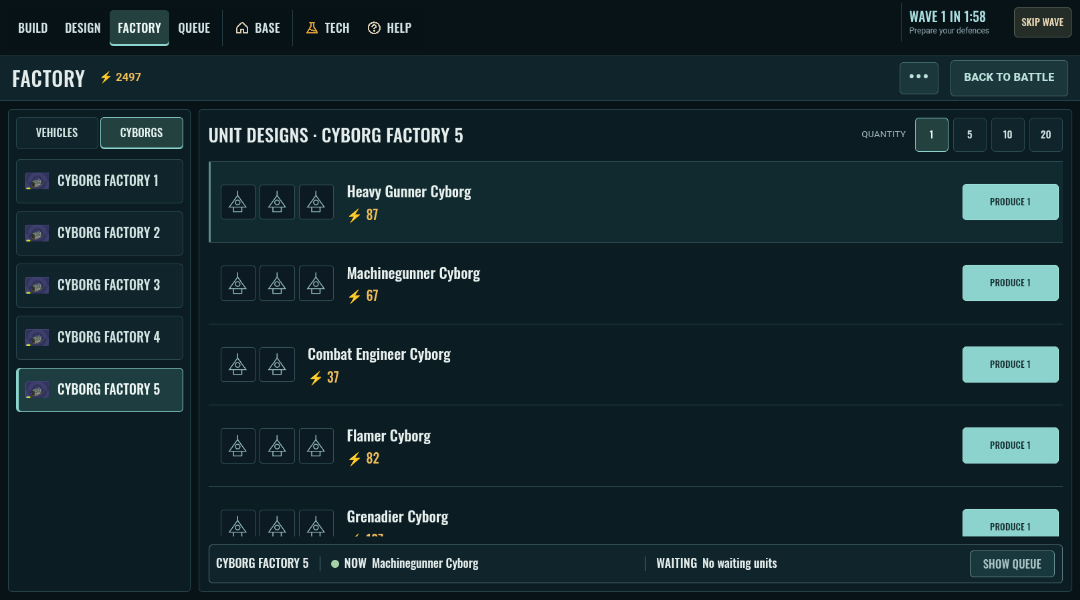 BUILD
DESIGN
FACTORY
QUEUE
BASE
TECH
HELP
WAVE 1 IN 1:58
Prepare your defences
SKIP WAVE
FACTORY
2497
BACK TO BATTLE
VEHICLES
CYBORGS
CYBORG FACTORY 1
CYBORG FACTORY 2
CYBORG FACTORY 3
CYBORG FACTORY 4
CYBORG FACTORY 5
UNIT DESIGNS · CYBORG FACTORY 5
QUANTITY
1
5
10
20
Heavy Gunner Cyborg
87
PRODUCE 1
Machinegunner Cyborg
67
PRODUCE 1
Combat Engineer Cyborg
37
PRODUCE 1
Flamer Cyborg
82
PRODUCE 1
Grenadier Cyborg
PRODUCE 1
CYBORG FACTORY 5
NOW Machinegunner Cyborg
WAITING No waiting units
SHOW QUEUE